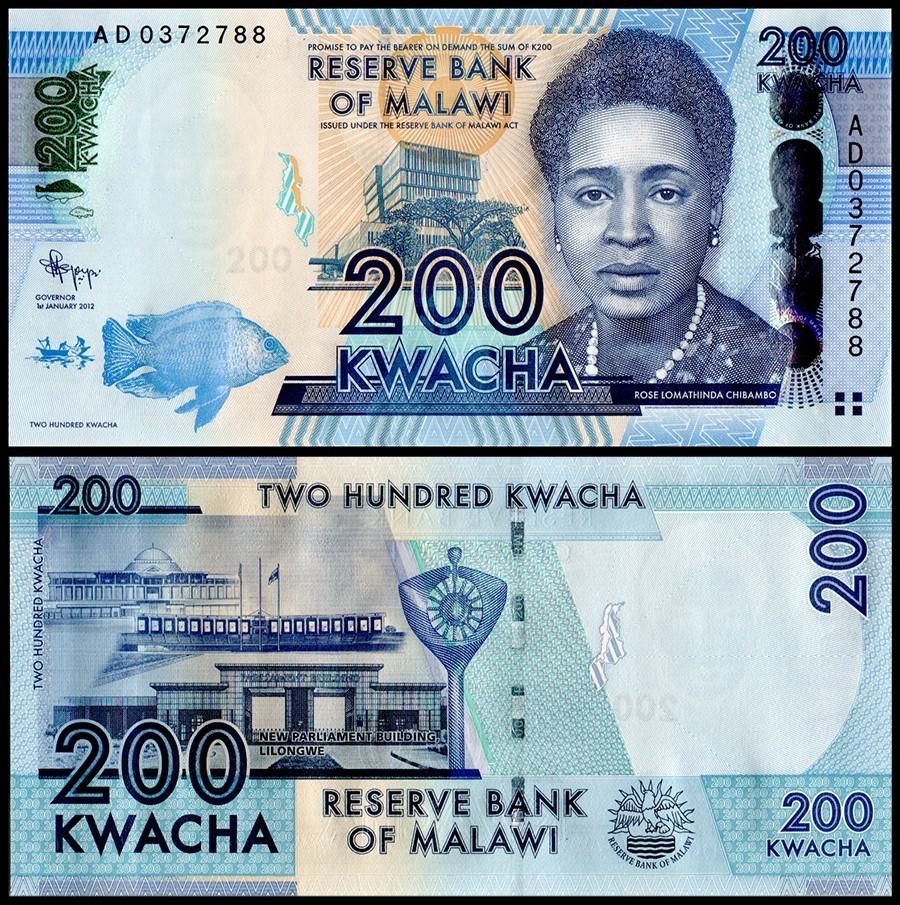 AD0372788
PROMISE TO PAY THE BEARER ON DEMAND THE SUM OF K200
RESERVE BANK
OF MALAWI
ISSUED UNDER THE RESERVE BANK OF MALAWI ACT
200
KWACHA
200
KWACHA
AD0372788
200
GOVERNOR
1st JANUARY 2012
200
KWACHA
ROSE LOMATHINDA CHIBAMBO
TWO HUNDRED KWACHA
200
TWO HUNDRED KWACHA
200
TWO HUNDRED KWACHA
NEW PARLIAMENT BUILDING,
LILONGWE
200
KWACHA
RESERVE BANK
OF MALAWI
RESERVE BANK OF MALAWI
200
KWACHA